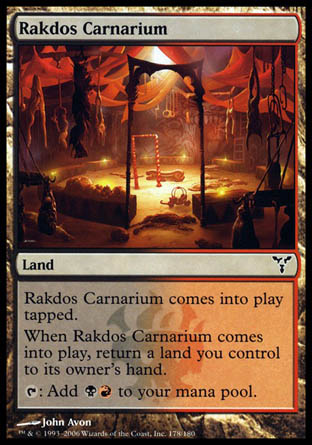 Rakdos Carnarium
Land
Rakdos Carnarium comes into play
tapped.
When Rakdos Carnarium comes
into play, return a land you control
to its owner's hand.
: Add to your mana pool.
John Avon
™ & © 1993-2006 Wizards of the Coast, Inc. 178/180